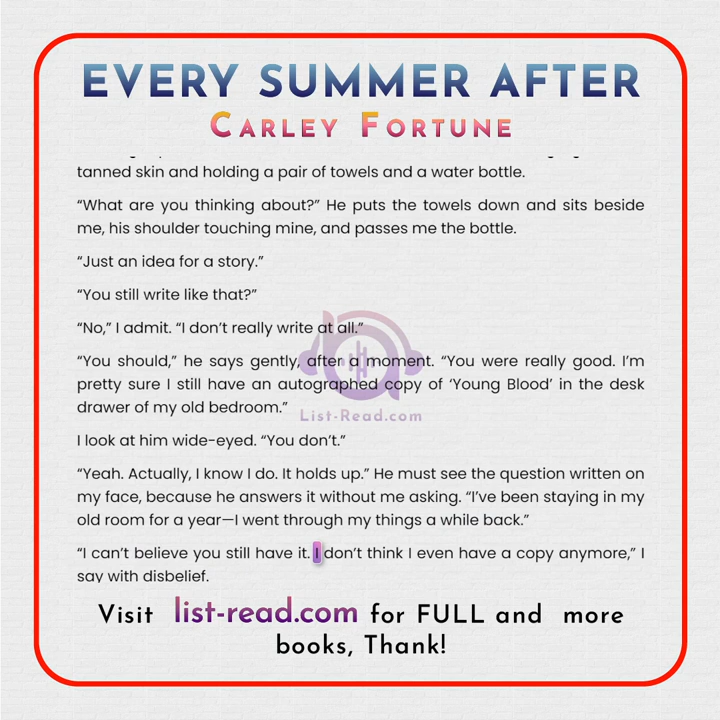 EVERY SUMMER AFTER
CARLEY FORTUNE
tanned skin and holding a pair of towels and a water bottle.
“What are you thinking about?” He puts the towels down and sits beside
me, his shoulder touching mine, and passes me the bottle.
“Just an idea for a story.”
“You still write like that?”
“No,” I admit. “I don’t really write at all.”
“You should,” he says gently, after a moment. “You were really good. I’m
pretty sure I still have an autographed copy of ‘Young Blood’ in the desk
drawer of my old bedroom.”
List-Read.com
I look at him wide-eyed. “You don’t.”
“Yeah. Actually, I know I do. It holds up.” He must see the question written on
my face, because he answers it without me asking. “I’ve been staying in my
old room for a year—I went through my things a while back.”
“I can’t believe you still have it. I don’t think I even have a copy anymore,” I
say with disbelief.
Visit list-read.com for FULL and more
books, Thank!